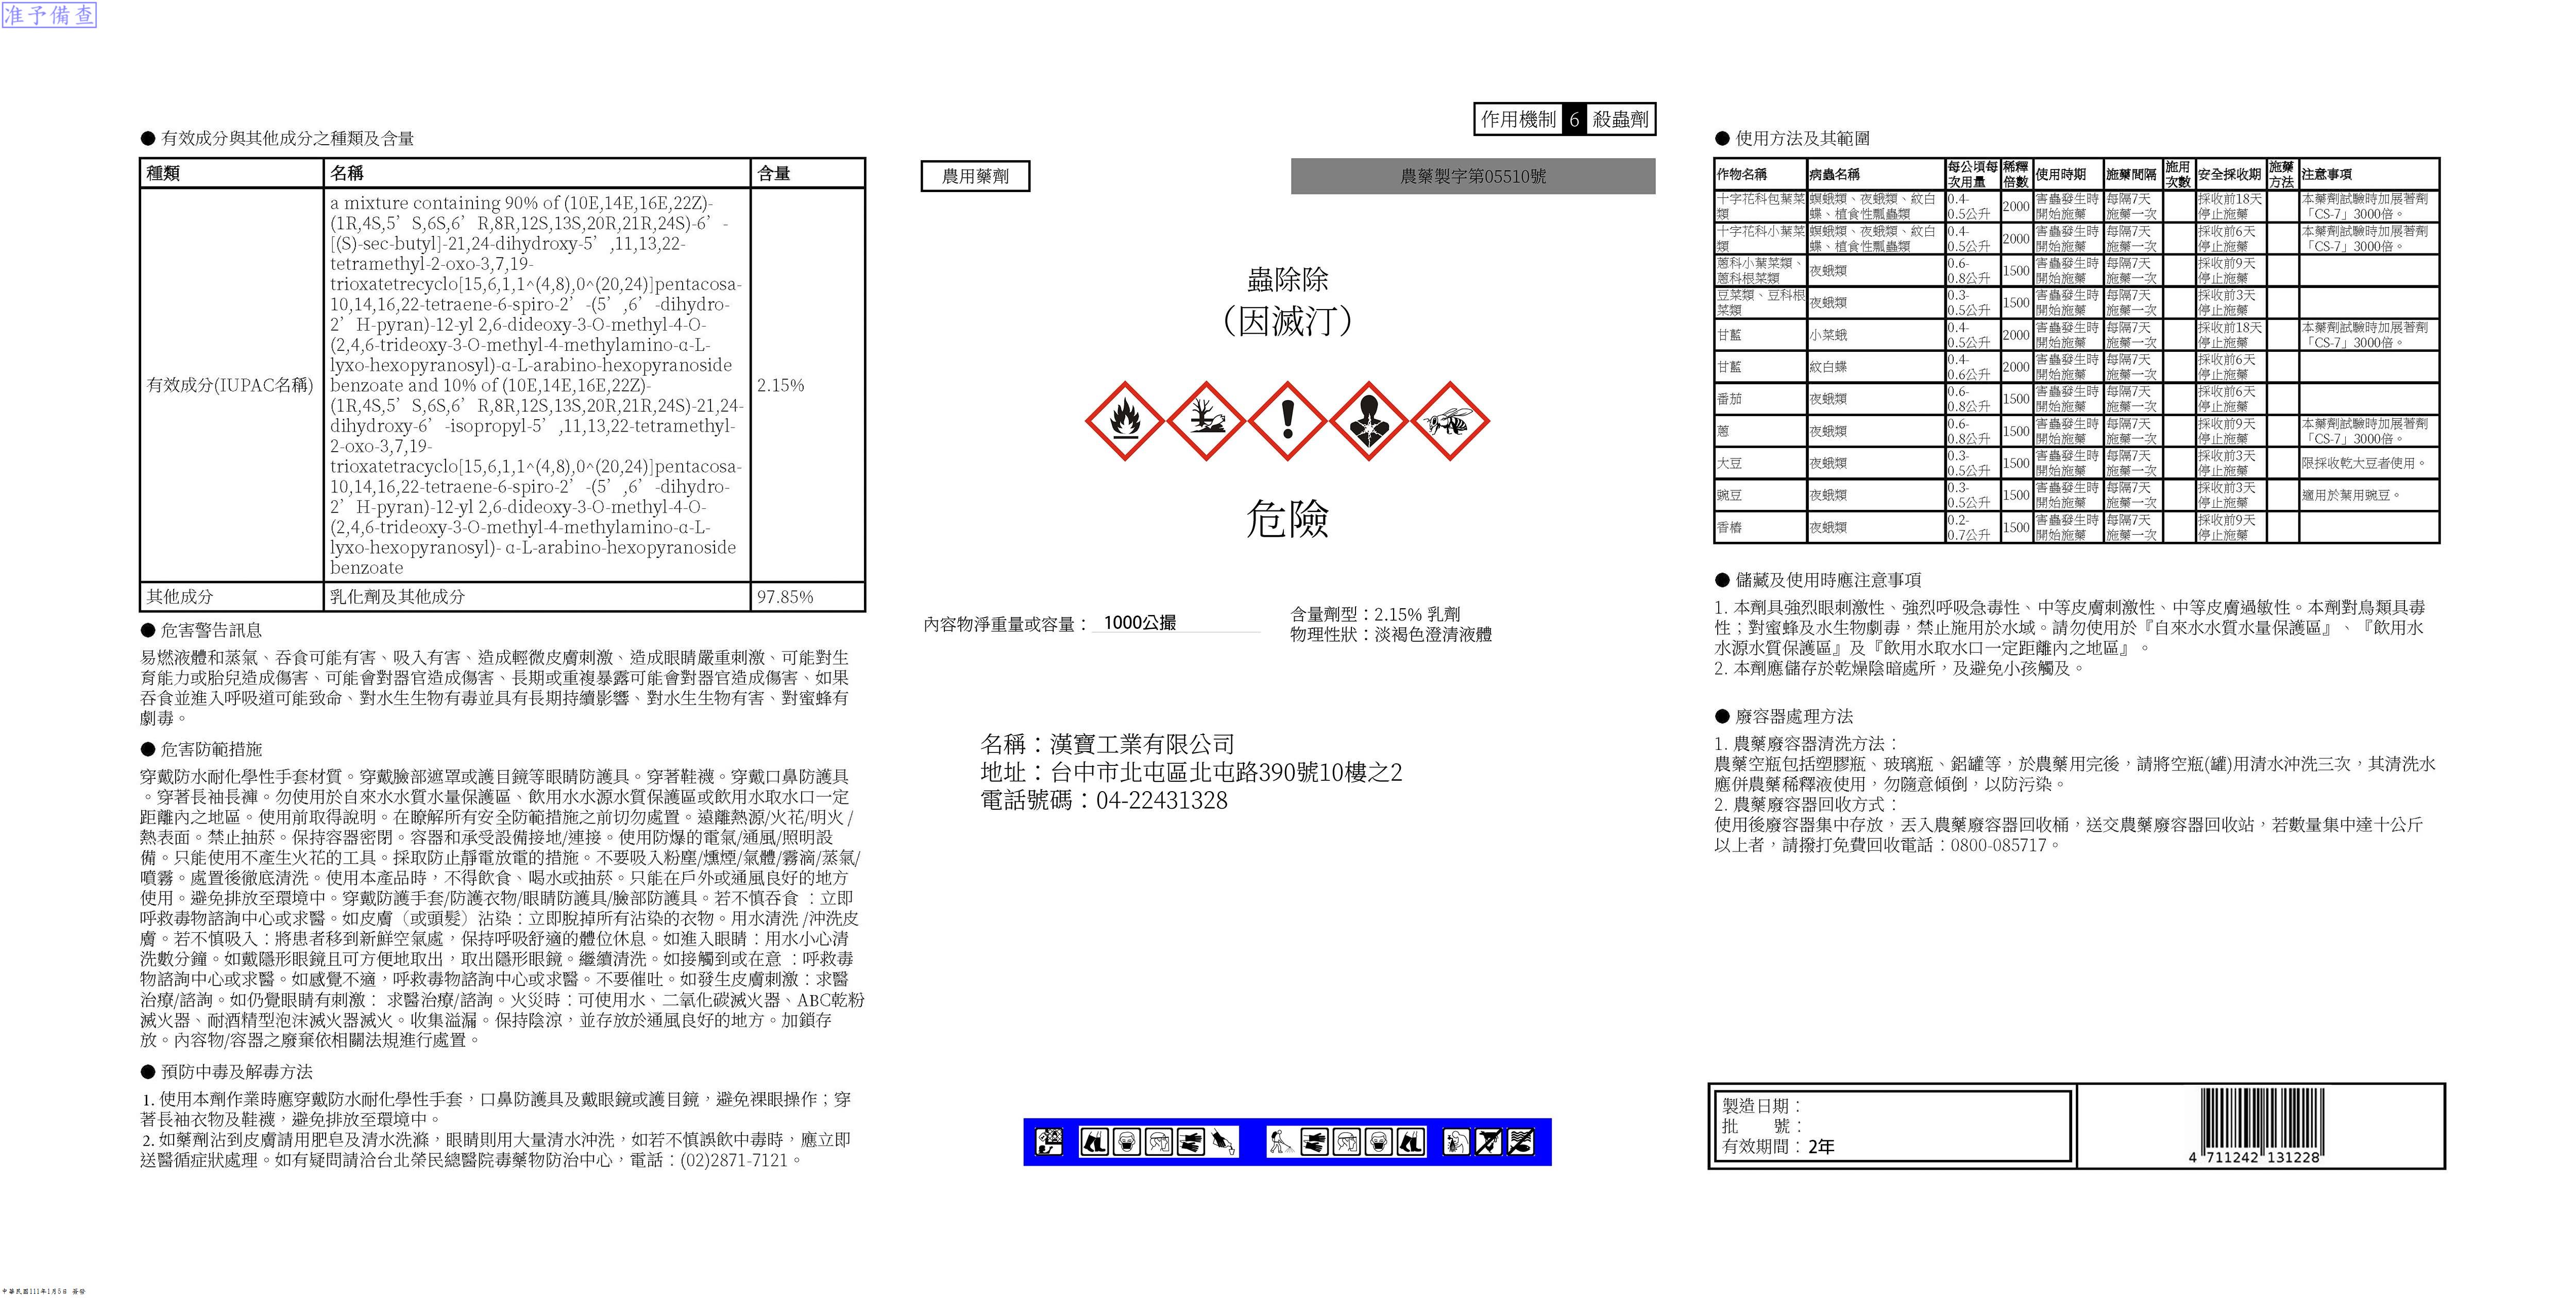 准予備查
● 有效成分與其他成分之種類及含量
種類 名稱 含量
有效成分(IUPAC名稱) 2.15%
a mixture containing 90% of (10E,14E,16E,22Z)-
(1R,4S,5’S,6S,6’R,8R,12S,13S,20R,21R,24S)-6’-
[(S)-sec-butyl]-21,24-dihydroxy-5’,11,13,22-
tetramethyl-2-oxo-3,7,19-
trioxatetrecyclo[15,6,1,1^(4,8),0^(20,24)]pentacosa-
10,14,16,22-tetraene-6-spiro-2’-(5’,6’-dihydro-
2’H-pyran)-12-yl 2,6-dideoxy-3-O-methyl-4-O-
(2,4,6-trideoxy-3-O-methyl-4-methylamino-α-L-
lyxo-hexopyranosyl)-α-L-arabino-hexopyranoside
benzoate and 10% of (10E,14E,16E,22Z)-
(1R,4S,5’S,6S,6’R,8R,12S,13S,20R,21R,24S)-21,24-
dihydroxy-6’-isopropyl-5’,11,13,22-tetramethyl-
2-oxo-3,7,19-
trioxatetracyclo[15,6,1,1^(4,8),0^(20,24)]pentacosa-
10,14,16,22-tetraene-6-spiro-2’-(5’,6’-dihydro-
2’H-pyran)-12-yl 2,6-dideoxy-3-O-methyl-4-O-
(2,4,6-trideoxy-3-O-methyl-4-methylamino-α-L-
lyxo-hexopyranosyl)- α-L-arabino-hexopyranoside
benzoate
其他成分 乳化劑及其他成分 97.85%
● 危害警告訊息
易燃液體和蒸氣、吞食可能有害、吸入有害、造成輕微皮膚刺激、造成眼睛嚴重刺激、可能對生
育能力或胎兒造成傷害、可能會對器官造成傷害、長期或重複暴露可能會對器官造成傷害、如果
吞食並進入呼吸道可能致命、對水生生物有毒並具有長期持續影響、對水生生物有害、對蜜蜂有
劇毒。
● 危害防範措施
穿戴防水耐化學性手套材質。穿戴臉部遮罩或護目鏡等眼睛防護具。穿著鞋襪。穿戴口鼻防護具
。穿著長袖長褲。勿使用於自來水水質水量保護區、飲用水水源水質保護區或飲用水取水口一定
距離內之地區。使用前取得說明。在瞭解所有安全防範措施之前切勿處置。遠離熱源/火花/明火/
熱表面。禁止抽菸。保持容器密閉。容器和承受設備接地/連接。使用防爆的電氣/通風/照明設
備。只能使用不產生火花的工具。採取防止靜電放電的措施。不要吸入粉塵/燻煙/氣體/霧滴/蒸氣/
噴霧。處置後徹底清洗。使用本產品時，不得飲食、喝水或抽菸。只能在戶外或通風良好的地方
使用。避免排放至環境中。穿戴防護手套/防護衣物/眼睛防護具/臉部防護具。若不慎吞食：立即
呼救毒物諮詢中心或求醫。如皮膚（或頭髮）沾染：立即脫掉所有沾染的衣物。用水清洗/沖洗皮
膚。若不慎吸入：將患者移到新鮮空氣處，保持呼吸舒適的體位休息。如進入眼睛：用水小心清
洗數分鐘。如戴隱形眼鏡且可方便地取出，取出隱形眼鏡。繼續清洗。如接觸到或在意：呼救毒
物諮詢中心或求醫。如感覺不適，呼救毒物諮詢中心或求醫。不要催吐。如發生皮膚刺激：求醫
治療/諮詢。如仍覺眼睛有刺激： 求醫治療/諮詢。火災時：可使用水、二氧化碳滅火器、ABC乾粉
滅火器、耐酒精型泡沫滅火器滅火。收集溢漏。保持陰涼，並存放於通風良好的地方。加鎖存
放。內容物/容器之廢棄依相關法規進行處置。
● 預防中毒及解毒方法
1. 使用本劑作業時應穿戴防水耐化學性手套，口鼻防護具及戴眼鏡或護目鏡，避免裸眼操作；穿
著長袖衣物及鞋襪，避免排放至環境中。
2. 如藥劑沾到皮膚請用肥皂及清水洗滌，眼睛則用大量清水沖洗，如若不慎誤飲中毒時，應立即
送醫循症狀處理。如有疑問請洽台北榮民總醫院毒藥物防治中心，電話：(02)2871-7121。
作用機制 6 殺蟲劑
農用藥劑
農藥製字第05510號
蟲除除
（因滅汀）
危險
內容物淨重量或容量： 1000公撮
含量劑型：2.15% 乳劑
物理性狀：淡褐色澄清液體
名稱：漢寶工業有限公司
地址：台中市北屯區北屯路390號10樓之2
電話號碼：04-22431328
● 使用方法及其範圍
作物名稱 病蟲名稱 每公頃每次用量 稀釋倍數 使用時期 施藥間隔 施用次數 安全採收期 施藥方法 注意事項
十字花科包葉菜類 螟蛾類、夜蛾類、紋白蝶、植食性瓢蟲類 0.4-0.5公升 2000 害蟲發生時開始施藥 每隔7天施藥一次 採收前18天停止施藥 本藥劑試驗時加展著劑「CS-7」3000倍。
十字花科小葉菜類 螟蛾類、夜蛾類、紋白蝶、植食性瓢蟲類 0.4-0.5公升 2000 害蟲發生時開始施藥 每隔7天施藥一次 採收前6天停止施藥 本藥劑試驗時加展著劑「CS-7」3000倍。
蔥科小葉菜類、蔥科根菜類 夜蛾類 0.6-0.8公升 1500 害蟲發生時開始施藥 每隔7天施藥一次 採收前9天停止施藥
豆菜類、豆科根菜類 夜蛾類 0.3-0.5公升 1500 害蟲發生時開始施藥 每隔7天施藥一次 採收前3天停止施藥
甘藍 小菜蛾 0.4-0.5公升 2000 害蟲發生時開始施藥 每隔7天施藥一次 採收前18天停止施藥 本藥劑試驗時加展著劑「CS-7」3000倍。
甘藍 紋白蝶 0.4-0.6公升 2000 害蟲發生時開始施藥 每隔7天施藥一次 採收前6天停止施藥
番茄 夜蛾類 0.6-0.8公升 1500 害蟲發生時開始施藥 每隔7天施藥一次 採收前6天停止施藥
蔥 夜蛾類 0.6-0.8公升 1500 害蟲發生時開始施藥 每隔7天施藥一次 採收前9天停止施藥 本藥劑試驗時加展著劑「CS-7」3000倍。
大豆 夜蛾類 0.3-0.5公升 1500 害蟲發生時開始施藥 每隔7天施藥一次 採收前3天停止施藥 限採收乾大豆者使用。
豌豆 夜蛾類 0.3-0.5公升 1500 害蟲發生時開始施藥 每隔7天施藥一次 採收前3天停止施藥 適用於葉用豌豆。
香椿 夜蛾類 0.2-0.7公升 1500 害蟲發生時開始施藥 每隔7天施藥一次 採收前9天停止施藥
● 儲藏及使用時應注意事項
1. 本劑具強烈眼刺激性、強烈呼吸急毒性、中等皮膚刺激性、中等皮膚過敏性。本劑對鳥類具毒
性；對蜜蜂及水生物劇毒，禁止施用於水域。請勿使用於『自來水水質水量保護區』、『飲用水
水源水質保護區』及『飲用水取水口一定距離內之地區』。
2. 本劑應儲存於乾燥陰暗處所，及避免小孩觸及。
● 廢容器處理方法
1. 農藥廢容器清洗方法：
農藥空瓶包括塑膠瓶、玻璃瓶、鋁罐等，於農藥用完後，請將空瓶(罐)用清水沖洗三次，其清洗水
應併農藥稀釋液使用，勿隨意傾倒，以防污染。
2. 農藥廢容器回收方式：
使用後廢容器集中存放，丟入農藥廢容器回收桶，送交農藥廢容器回收站，若數量集中達十公斤
以上者，請撥打免費回收電話：0800-085717。
製造日期：
批　　號：
有效期間：2年
4 711242 131228
中華民國111年1月5日 簽發